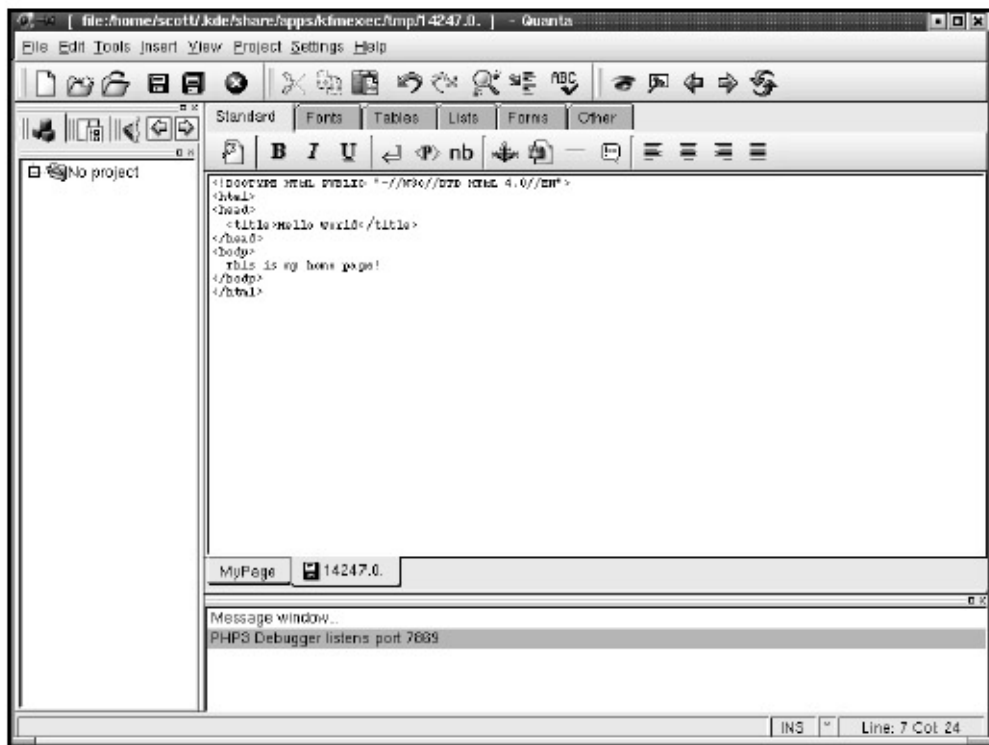 [ file:/home/scott/.kde/share/apps/kfmexec/tmp/14247.0. ] - Quanta
File Edit Tools Insert View Project Settings Help
ABC
Standard Fonts Tables Lists Forms Other
B I U <P> nb
No project
<!DOCTYPE HTML PUBLIC "-//W3C//DTD HTML 4.0//EN">
<html>
<head>
<title>Hello World</title>
</head>
<body>
This is my home page!
</body>
</html>
MyPage 14247.0.
Message window...
PHP3 Debugger listens port 7869
INS * Line: 7 Col: 24